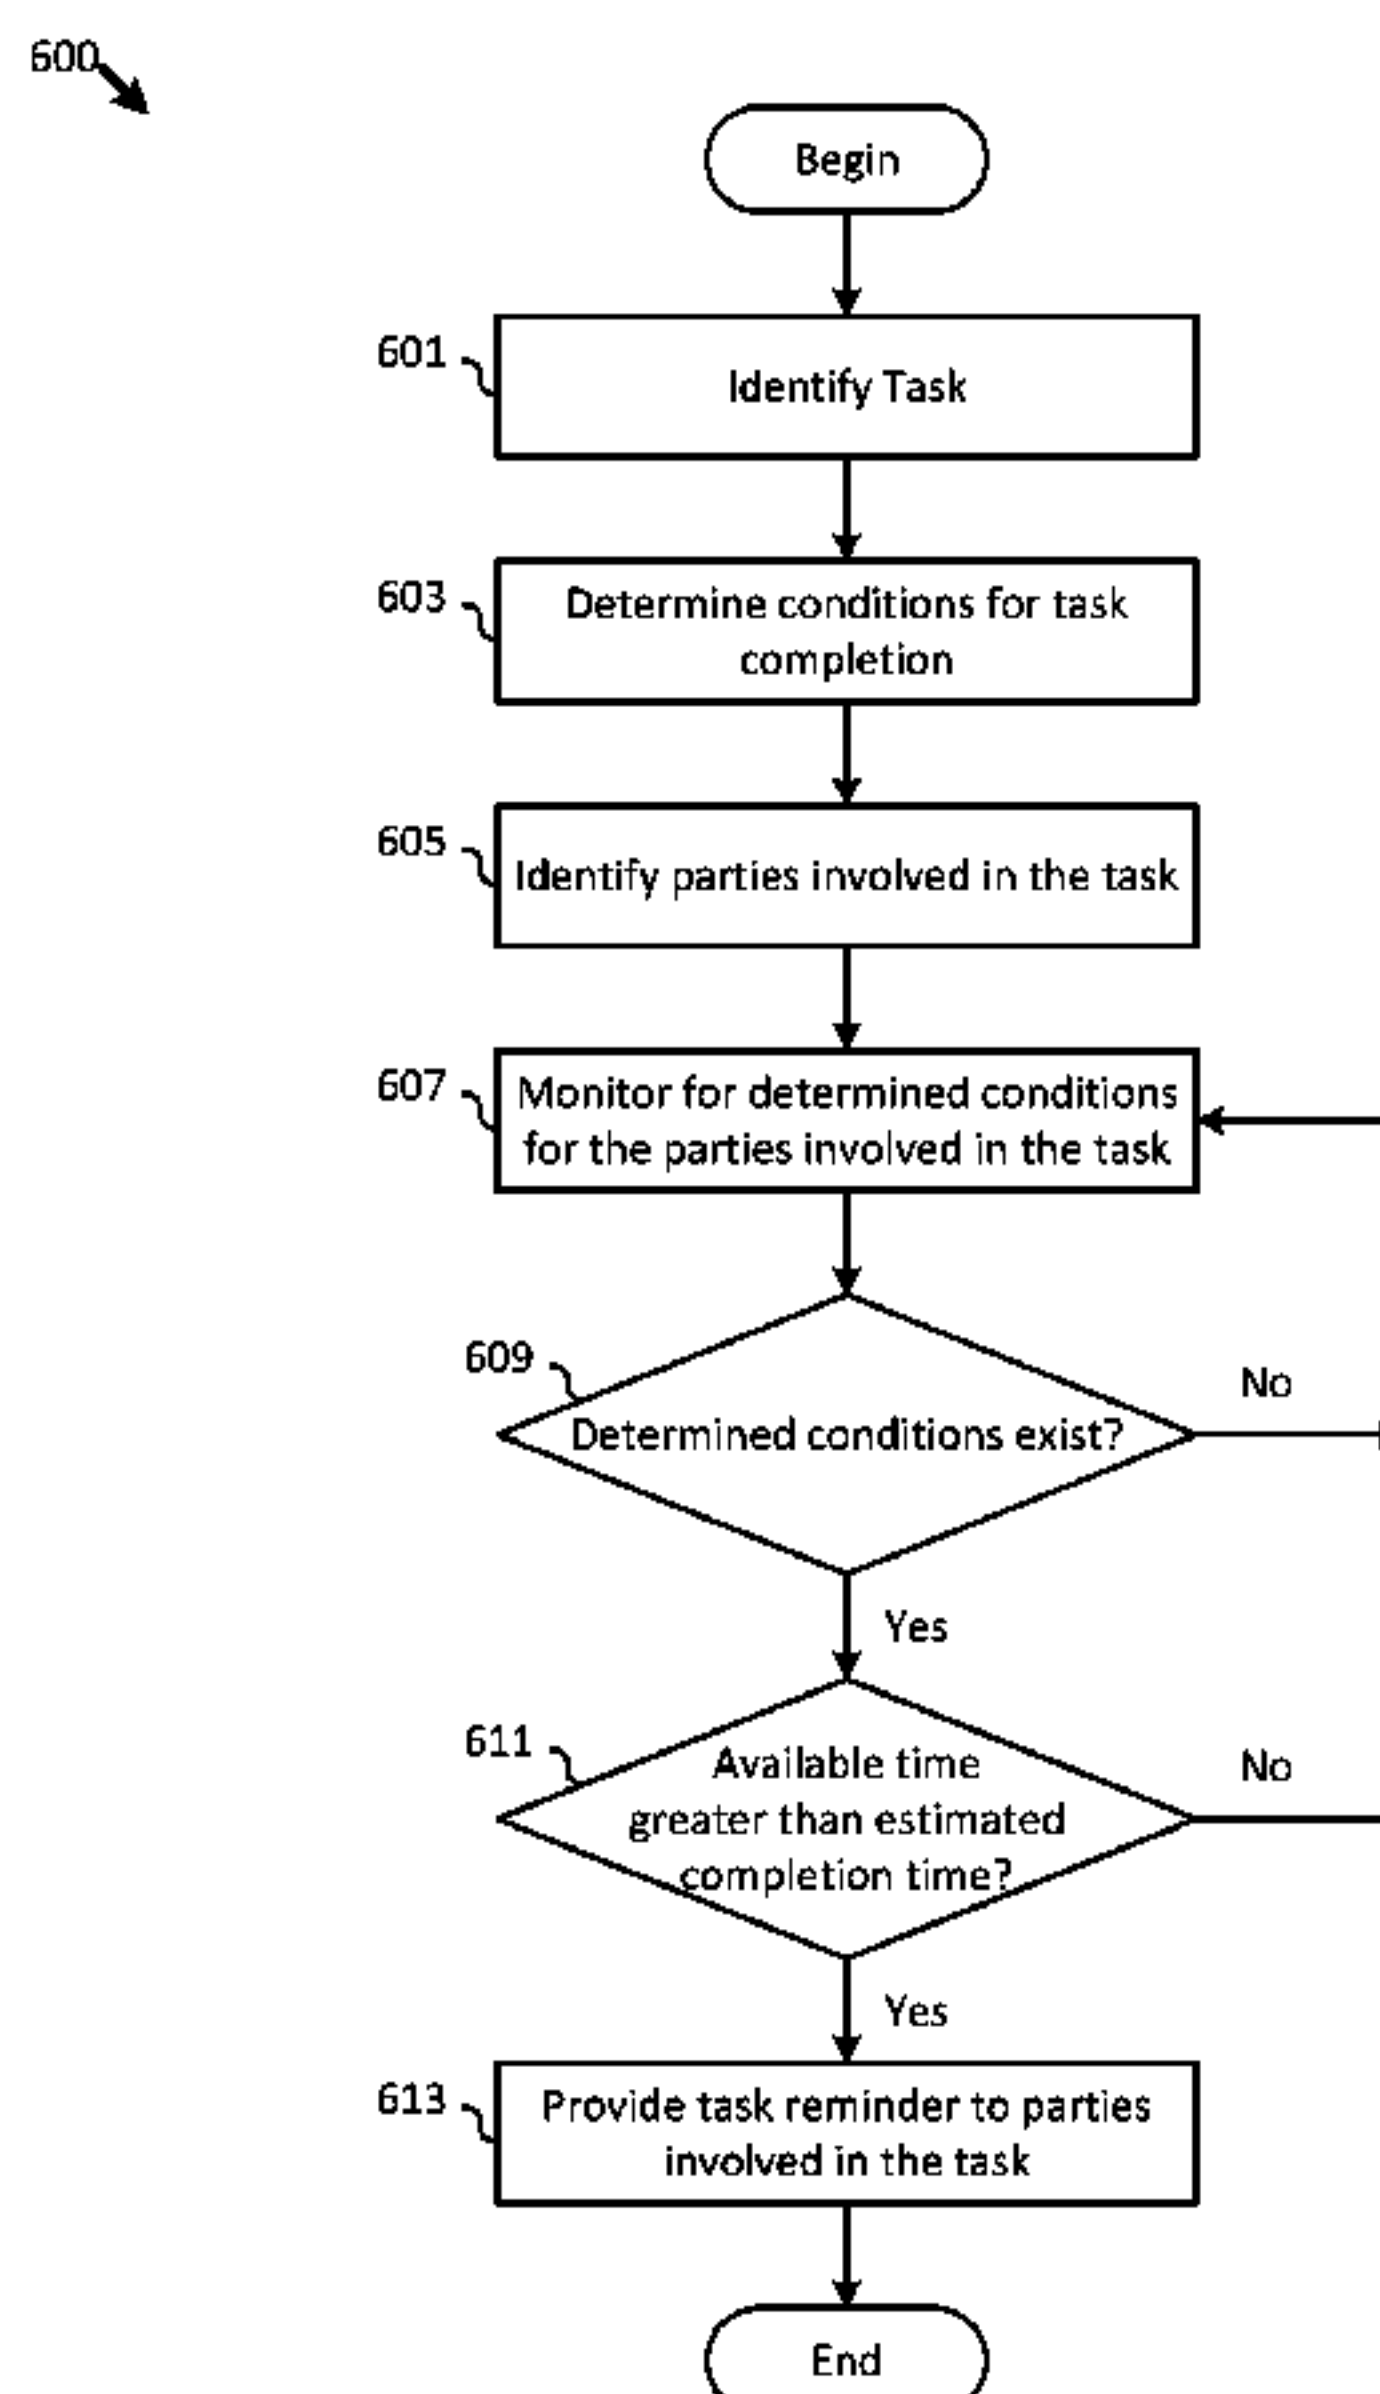 600
Begin
601
Identify Task
603
Determine conditions for task
completion
605
Identify parties involved in the task
607
Monitor for determined conditions
for the parties involved in the task
609
No
Determined conditions exist?
Yes
611
No
Available time
greater than estimated
completion time?
Yes
613
Provide task reminder to parties
involved in the task
End